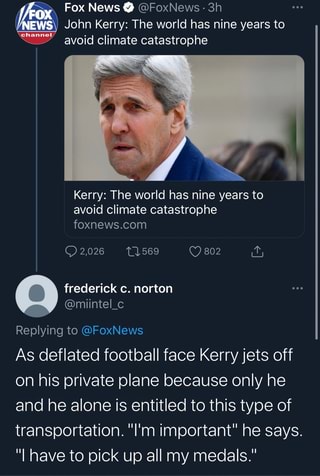 FOX
NEWS
channel
Fox News @FoxNews · 3h
John Kerry: The world has nine years to
avoid climate catastrophe
Kerry: The world has nine years to
avoid climate catastrophe
foxnews.com
2,026 569 802
frederick c. norton
@miintel_c
Replying to @FoxNews
As deflated football face Kerry jets off
on his private plane because only he
and he alone is entitled to this type of
transportation. "I'm important" he says.
"I have to pick up all my medals."